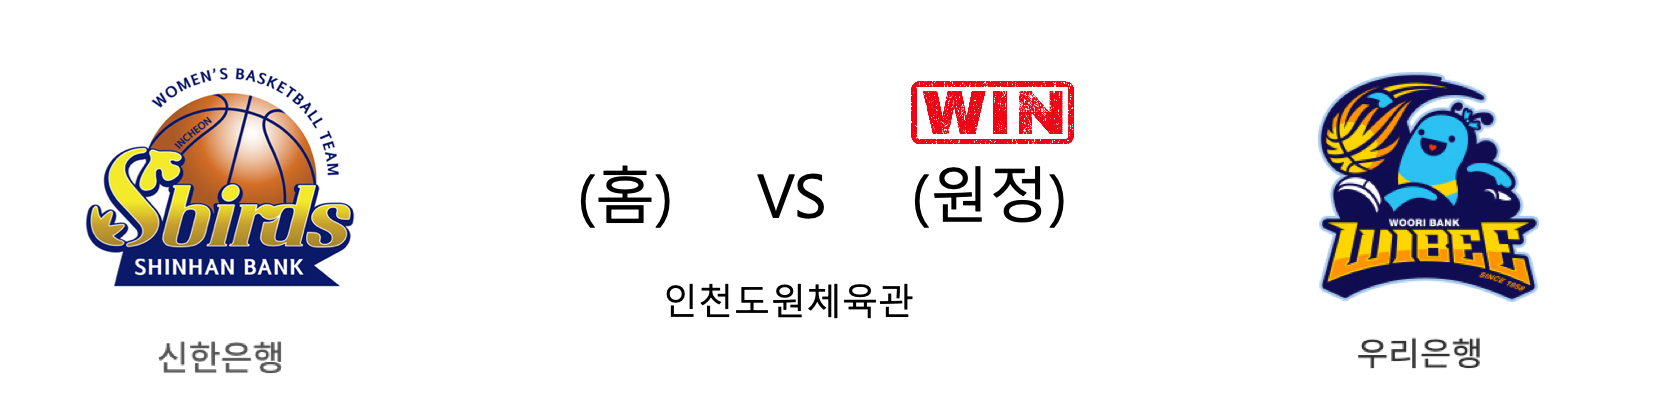 WOMEN'S BASKETBALL TEAM
INCHEON
Sbirds
SHINHAN BANK
신한은행
WIN
(홈) VS (원정)
인천도원체육관
WOORI BANK
WIBEE
SINCE 1958
우리은행